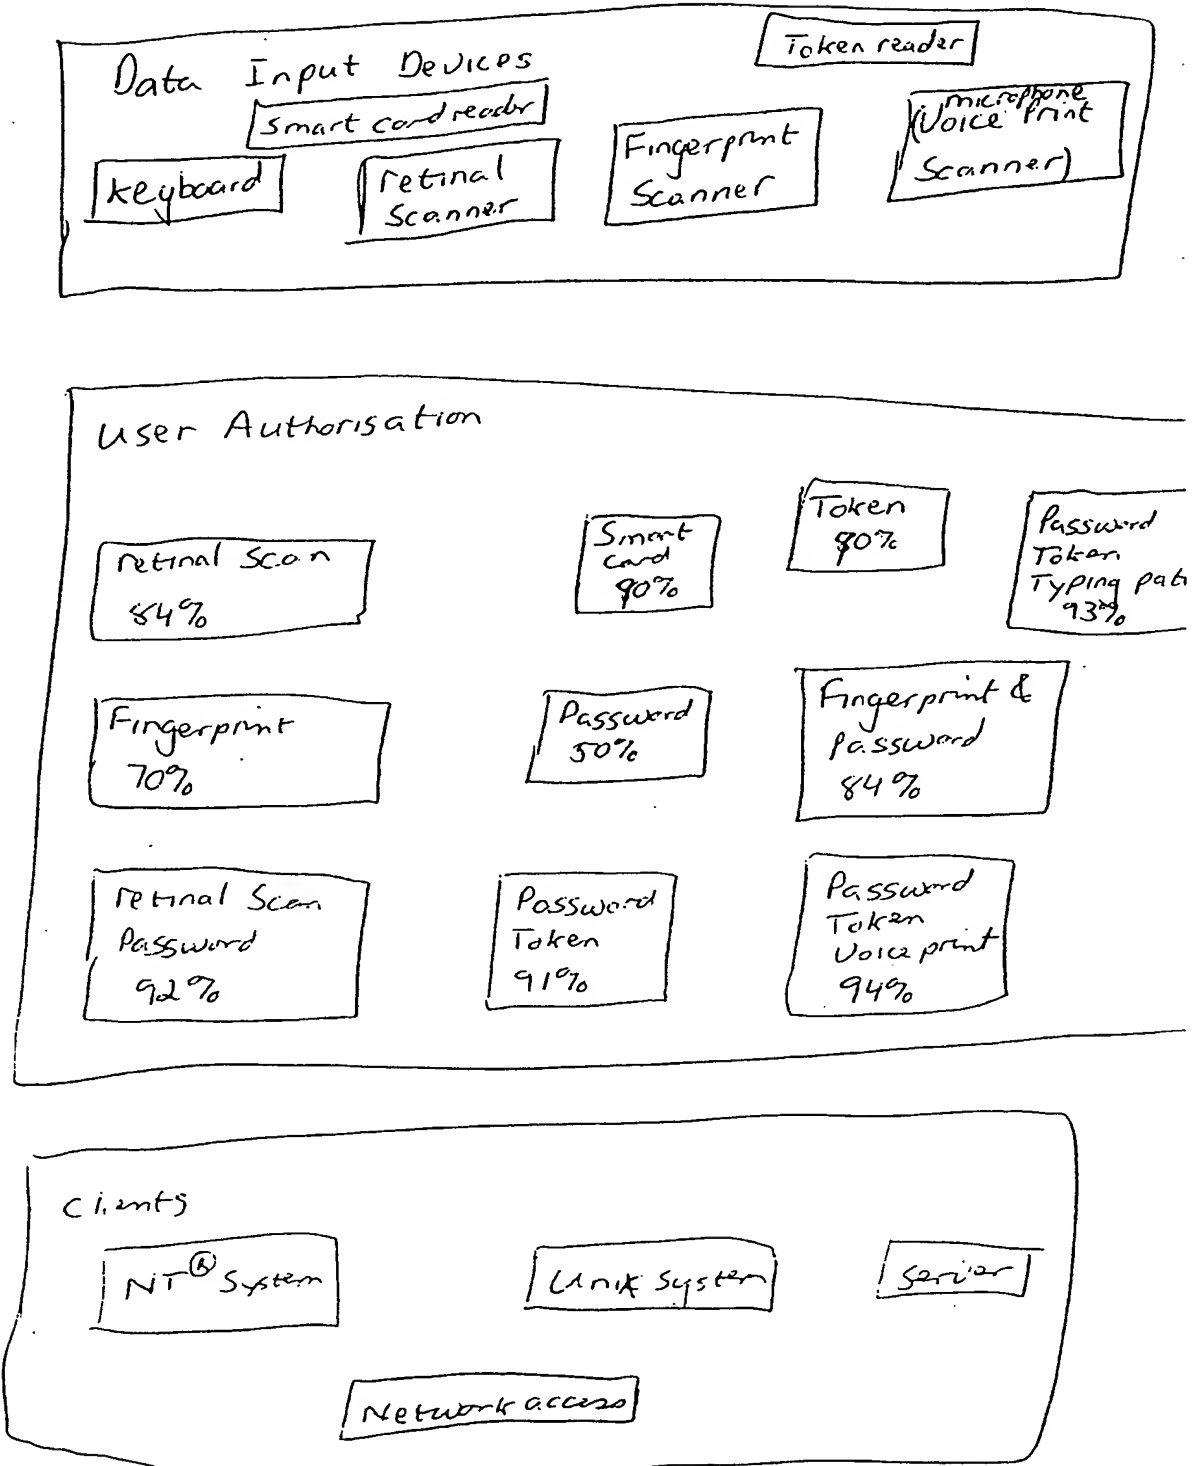 Token reader
Data Input Devices
Smart card reader
microphone
(Voice Print
Scanner)
Fingerprint
Scanner
keyboard
retinal
Scanner
User Authorisation
retinal Scan
84%
Smart
card
90%
Token
80%
Password
Token
Typing patt
93%
Fingerprint
70%
Password
50%
Fingerprint &
Password
84%
retinal Scan
Password
92%
Password
Token
91%
Password
Token
Voice print
94%
Clients
NT® System
Unix System
Server
Network access